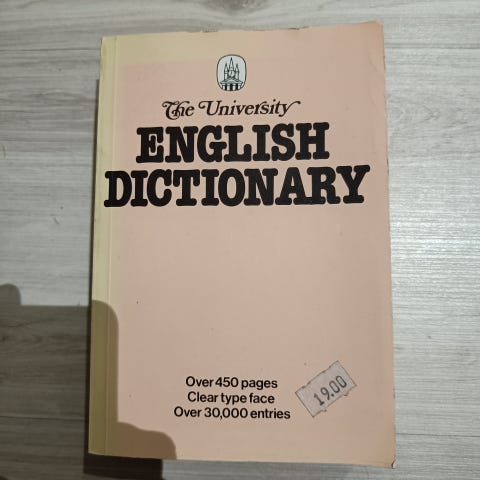 The University
ENGLISH
DICTIONARY
Over 450 pages
Clear type face
Over 30,000 entries
19.00